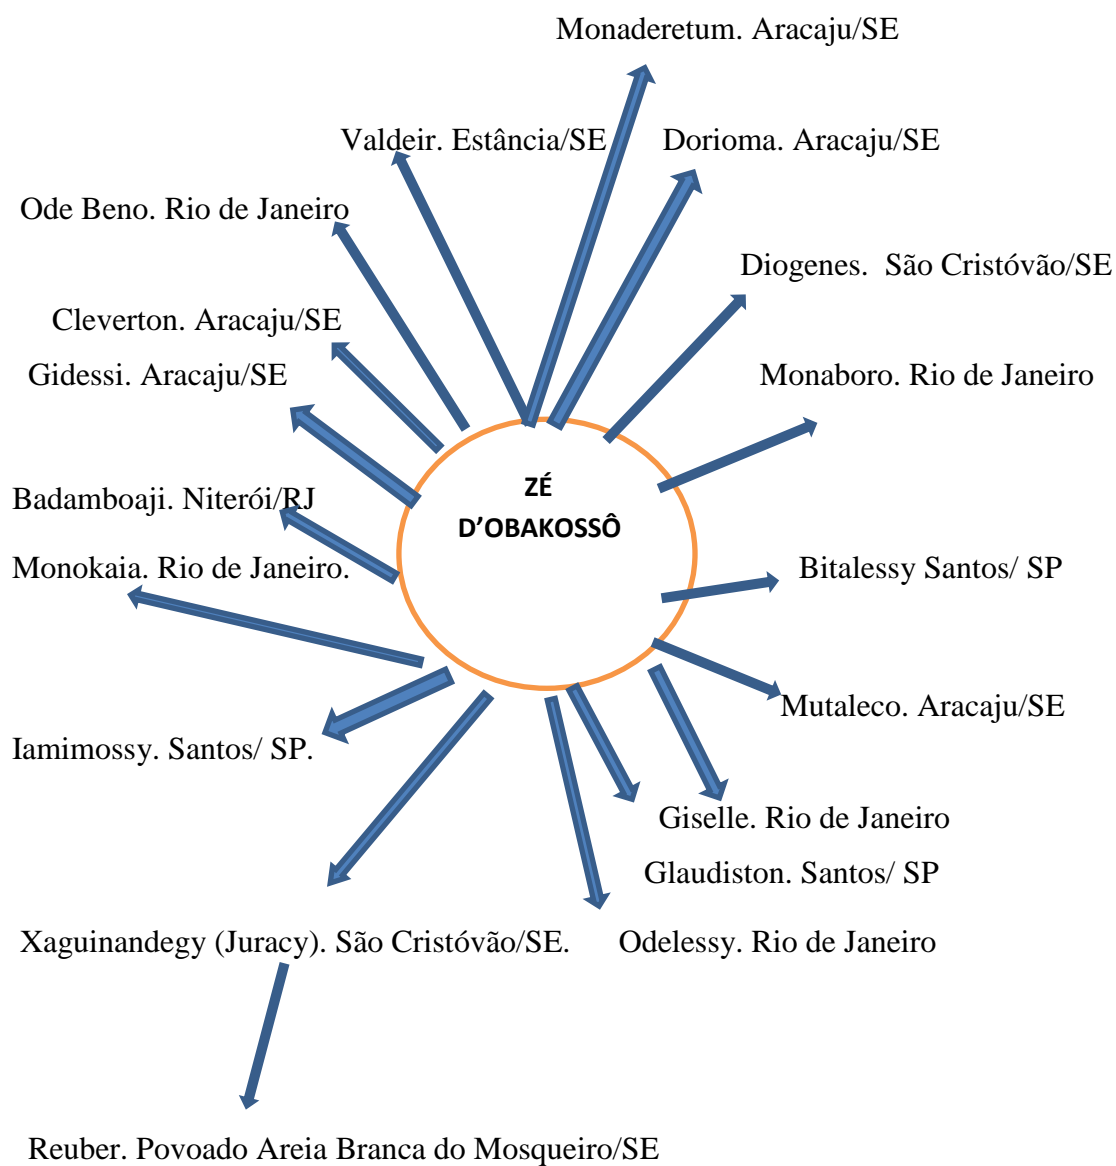 Monaderetum. Aracaju/SE
Valdeir. Estância/SE
Dorioma. Aracaju/SE
Ode Beno. Rio de Janeiro
Diogenes.  São Cristóvão/SE
Cleverton. Aracaju/SE
Gidessi. Aracaju/SE
Monaboro. Rio de Janeiro
ZÉ
D’OBAKOSSÔ
Badamboaji. Niterói/RJ
Monokaia. Rio de Janeiro.
Bitalessy Santos/ SP
Mutaleco. Aracaju/SE
Iamimossy. Santos/ SP.
Giselle. Rio de Janeiro
Glaudiston. Santos/ SP
Xaguinandegy (Juracy). São Cristóvão/SE.
Odelessy. Rio de Janeiro
Reuber. Povoado Areia Branca do Mosqueiro/SE